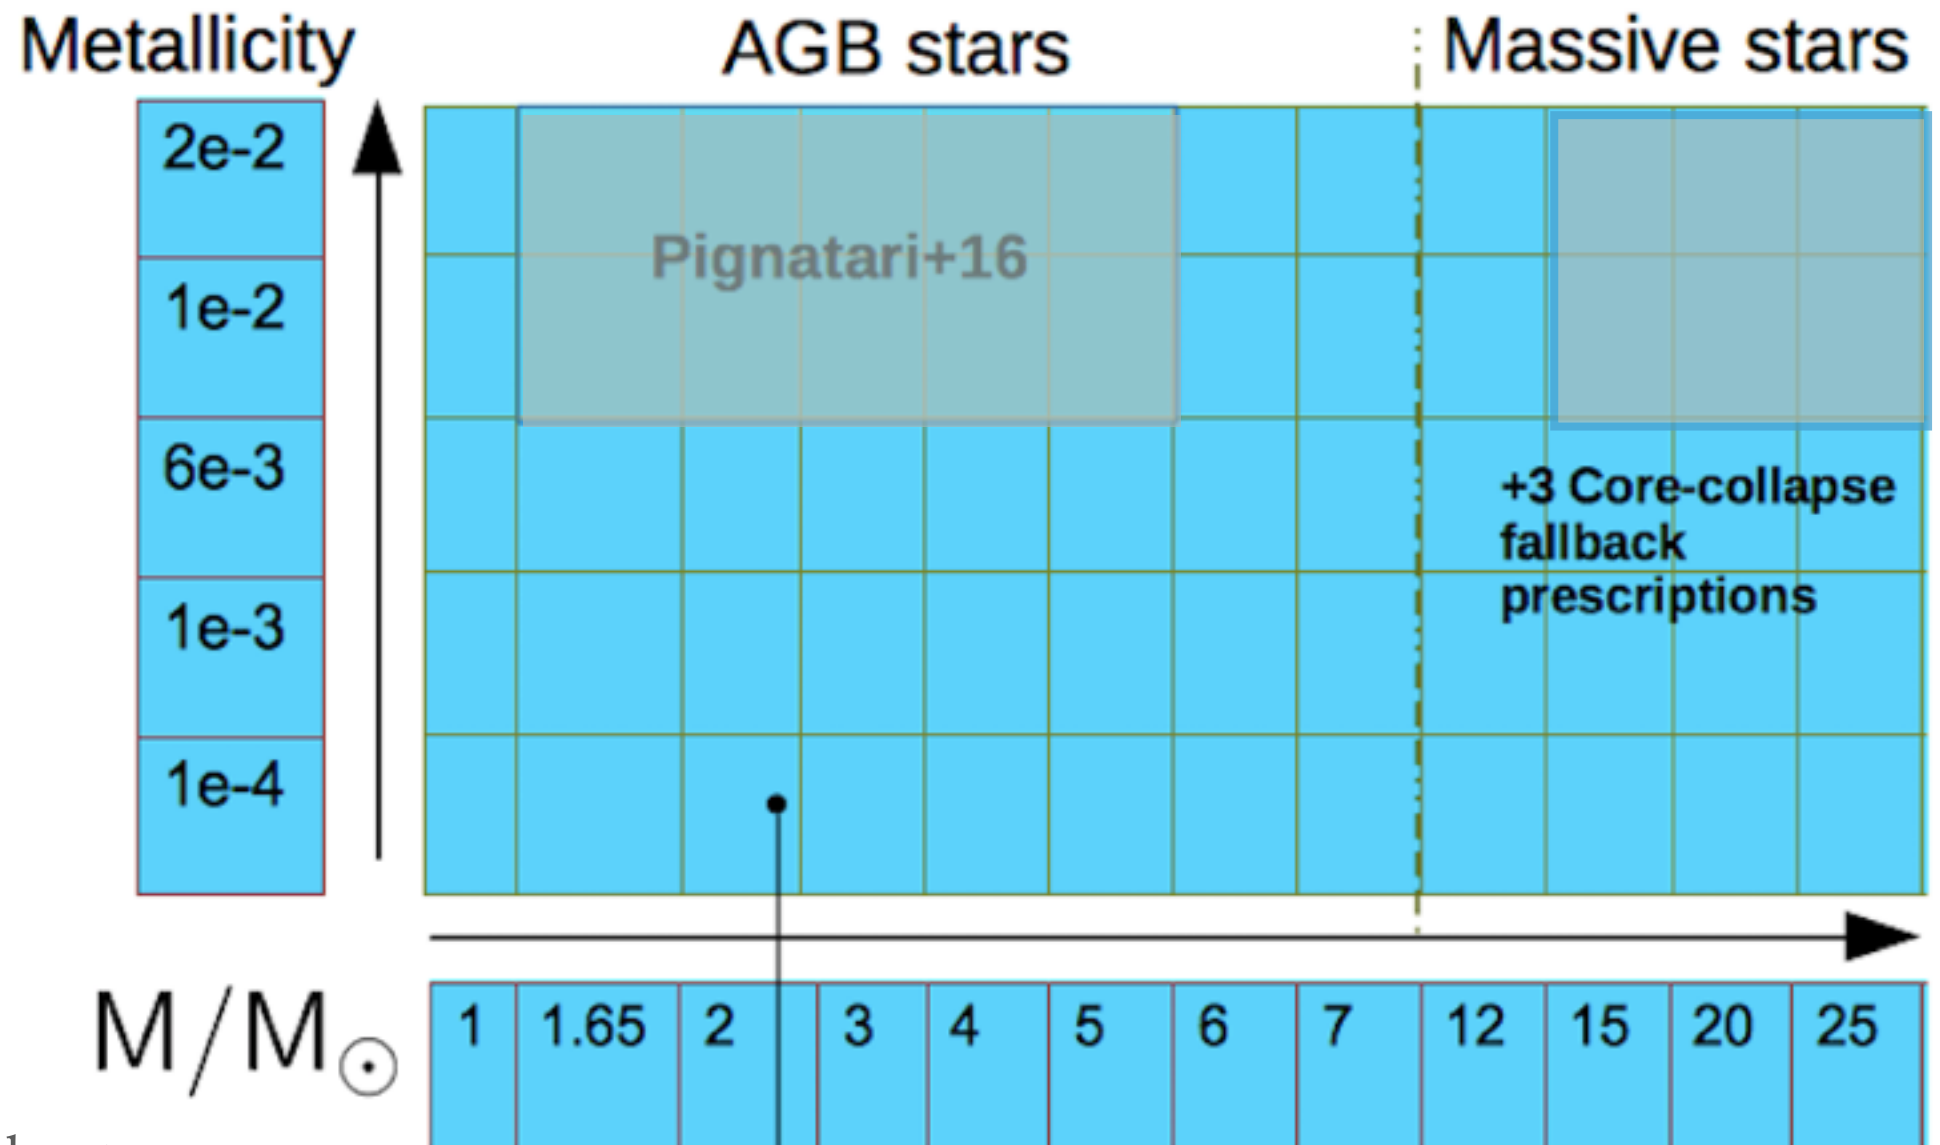 Metallicity
AGB stars
Massive stars
2e-2
1e-2
6e-3
1e-3
1e-4
Pignatari+16
+3 Core-collapse
fallback
prescriptions
M/M⊙
1 1.65 2 3 4 5 6 7 12 15 20 25